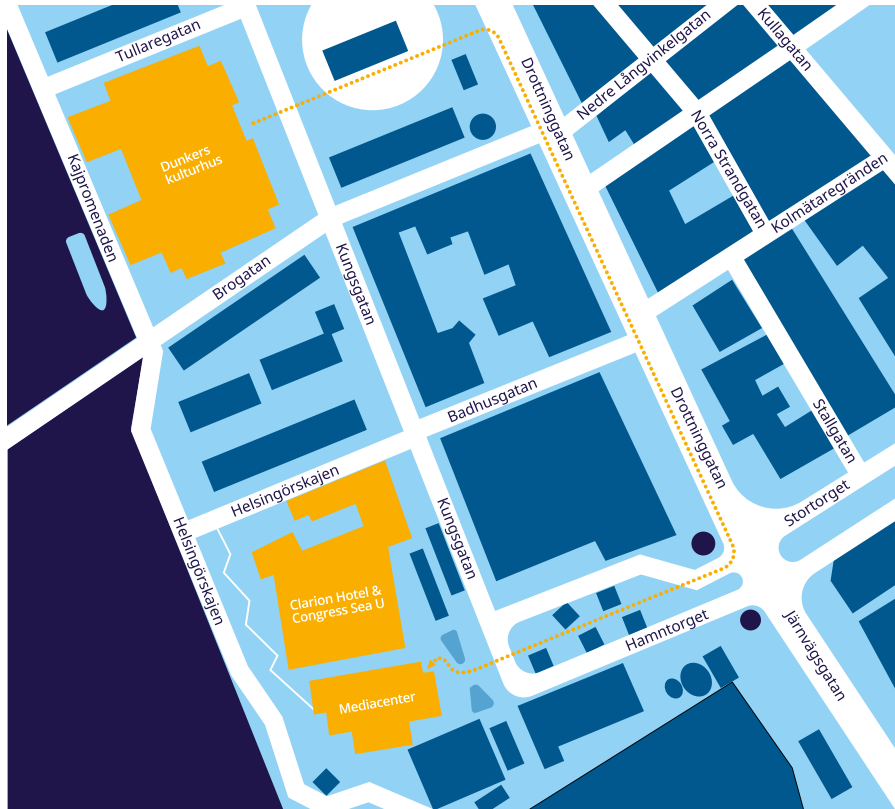 Tullaregatan
Kullagatan
Nedre Långvinkelgatan
Drottninggatan
Norra Strandgatan
Dunkers
kulturhus
Kajpromenaden
Kolmätaregränden
Brogatan
Kungsgatan
Badhusgatan
Drottninggatan
Stallgatan
Helsingörskajen
Stortorget
Helsingörskajen
Kungsgatan
Clarion Hotel &
Congress Sea U
Hamntorget
Järnvägsgatan
Mediacenter